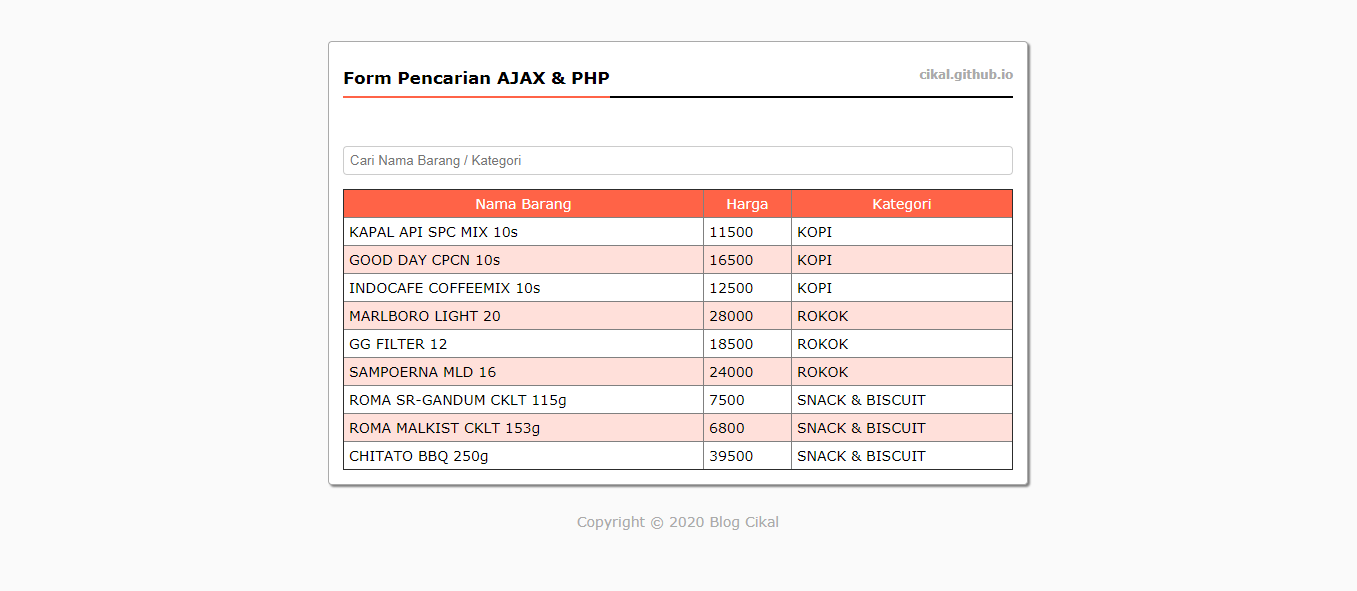 Form Pencarian AJAX & PHP
cikal.github.io
Cari Nama Barang / Kategori
Nama Barang Harga Kategori
KAPAL API SPC MIX 10s 11500 KOPI
GOOD DAY CPCN 10s 16500 KOPI
INDOCAFE COFFEEMIX 10s 12500 KOPI
MARLBORO LIGHT 20 28000 ROKOK
GG FILTER 12 18500 ROKOK
SAMPOERNA MLD 16 24000 ROKOK
ROMA SR-GANDUM CKLT 115g 7500 SNACK & BISCUIT
ROMA MALKIST CKLT 153g 6800 SNACK & BISCUIT
CHITATO BBQ 250g 39500 SNACK & BISCUIT
Copyright © 2020 Blog Cikal